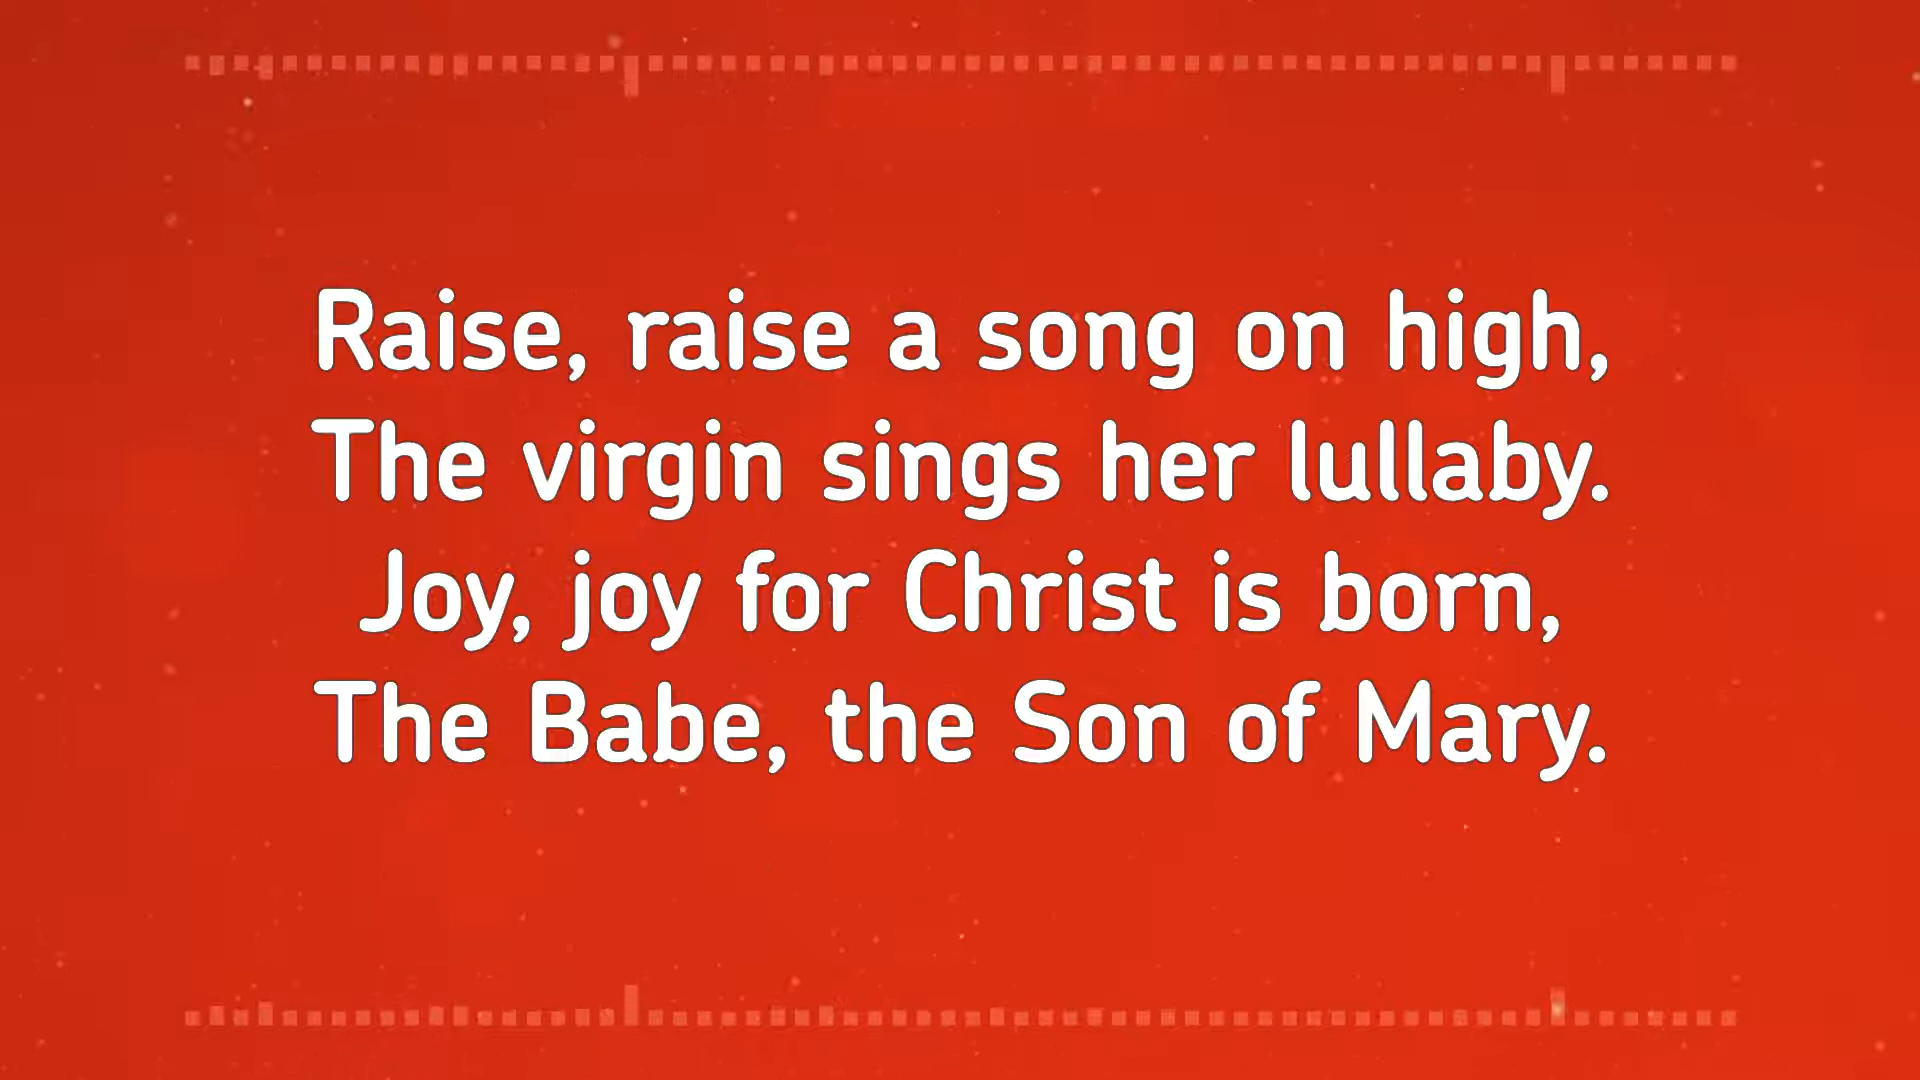 Raise, raise a song on high,
The virgin sings her lullaby.
Joy, joy for Christ is born,
The Babe, the Son of Mary.